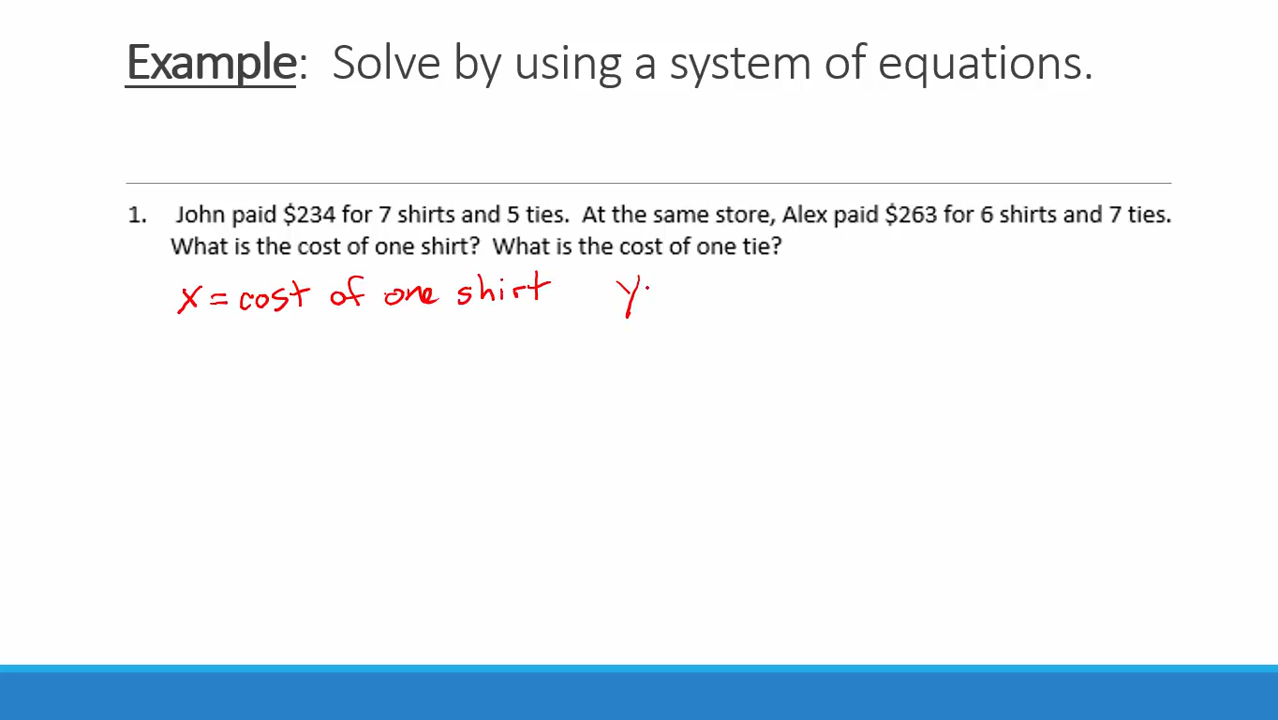 Example: Solve by using a system of equations.
1. John paid $234 for 7 shirts and 5 ties. At the same store, Alex paid $263 for 6 shirts and 7 ties.
What is the cost of one shirt? What is the cost of one tie?
x = cost of one shirt y